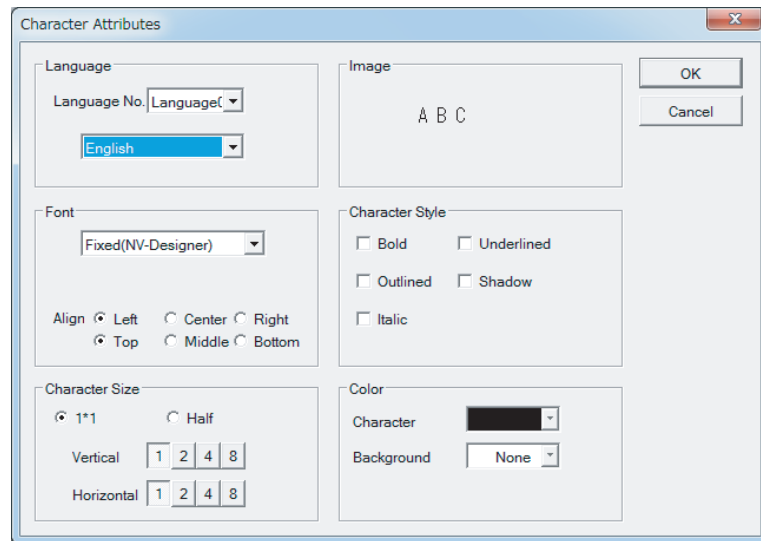 Character Attributes
Language
Language No. Language0
English
Image
A B C
OK
Cancel
Font
Fixed(NV-Designer)
Align Left Center Right
Top Middle Bottom
Character Style
Bold Underlined
Outlined Shadow
Italic
Character Size
1*1 Half
Vertical 1 2 4 8
Horizontal 1 2 4 8
Color
Character
Background None